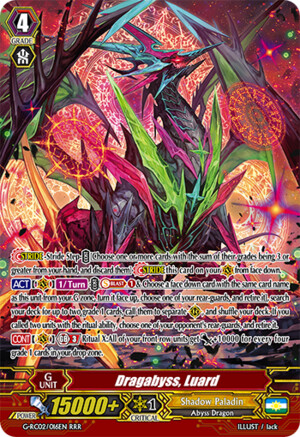 4
GRADE
STRIDE -Stride Step- Choose one or more cards with the sum of their grades being 3 or
greater from your hand, and discard them STRIDE this card on your from face down.
ACT 1/Turn BLAST 1 & Choose a face down card with the same card name
as this unit from your G zone, turn it face up, choose one of your rear-guards, and retire it
search your deck for up to two grade 1 cards, call them to separate and shuffle your deck. If you
called two units with the ritual ability, choose one of your opponent's rear-guards, and retire it.
CONT 3 Ritual X:All of your front row units get +10000 for every four
grade 1 cards in your drop zone.
G
UNIT
Dragabyss, Luard
POWER
15000+
1
CRITICAL
Shadow Paladin
Abyss Dragon
G-RC02/016EN RRR
ILLUST / lack